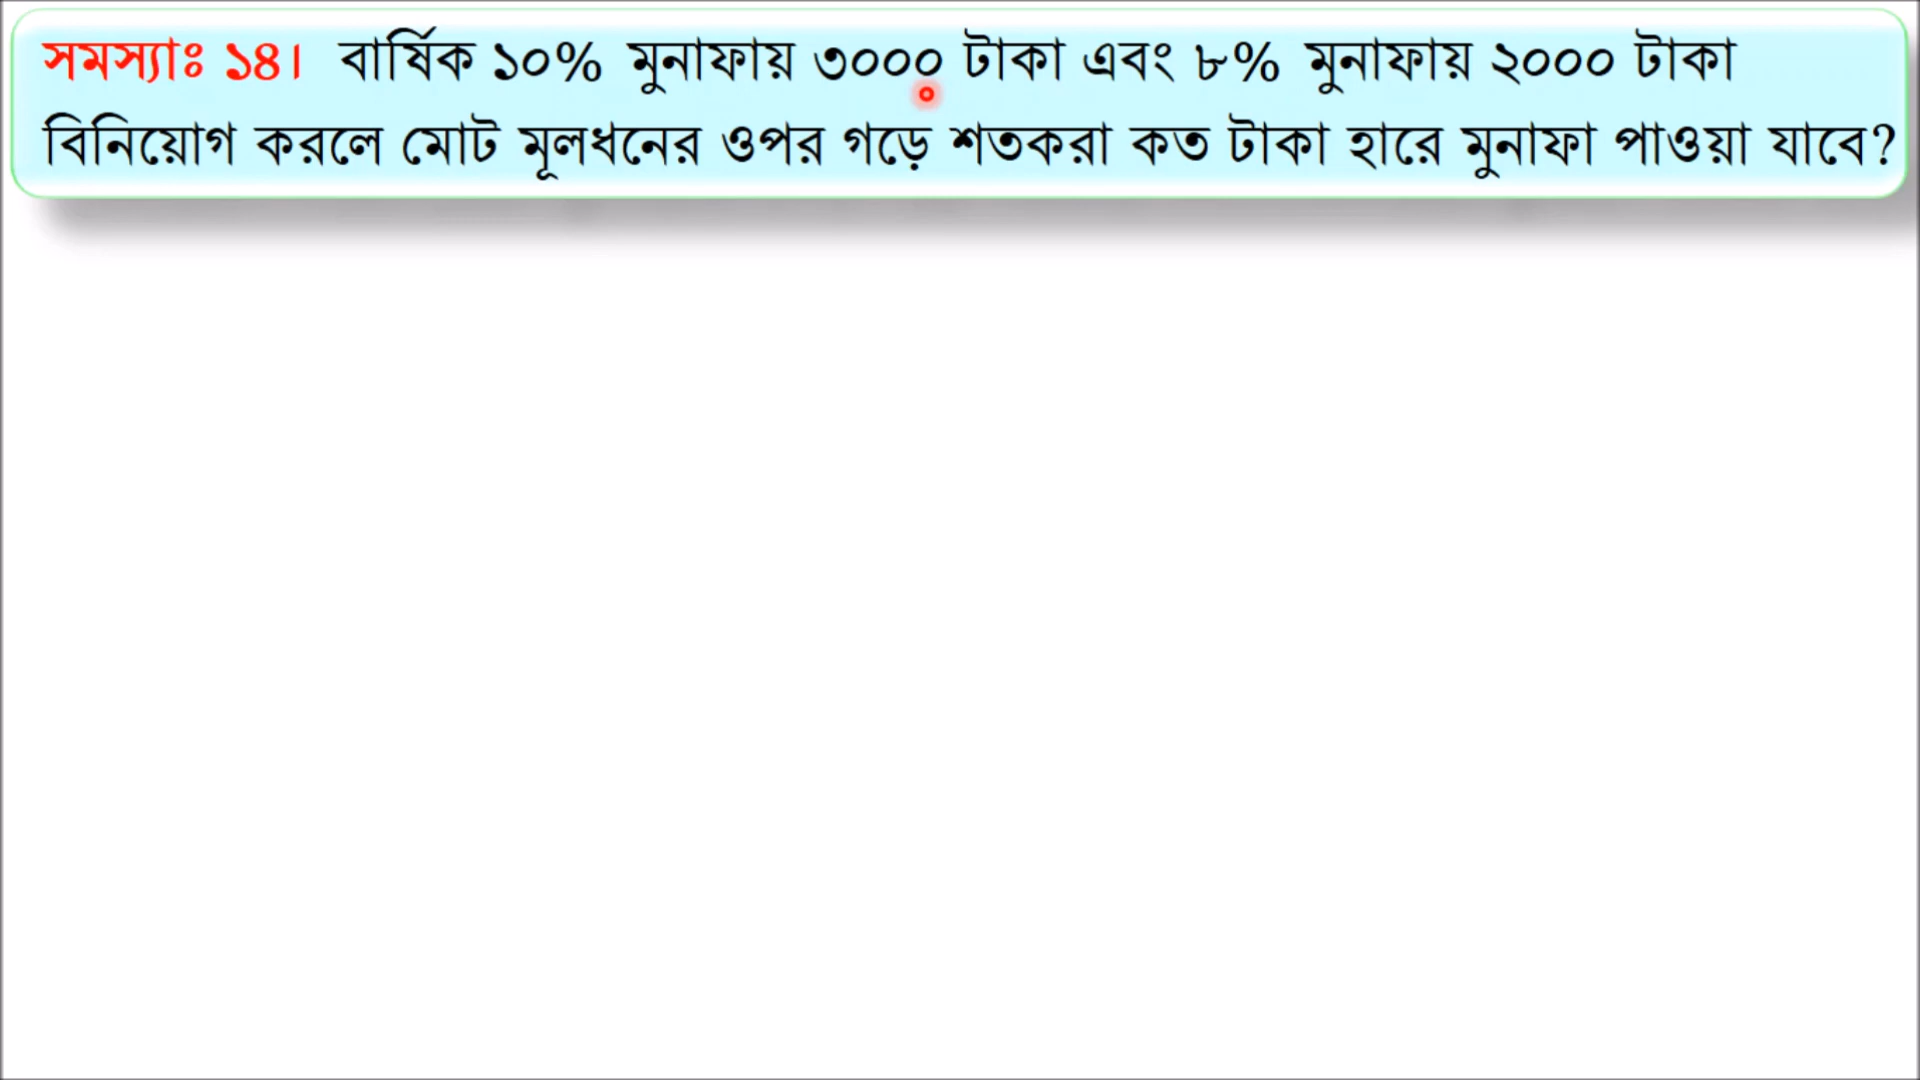 সমস্যাঃ ১৪। বার্ষিক ১০% মুনাফায় ৩০০০ টাকা এবং ৮% মুনাফায় ২০০০ টাকা
বিনিয়োগ করলে মোট মূলধনের ওপর গড়ে শতকরা কত টাকা হারে মুনাফা পাওয়া যাবে?